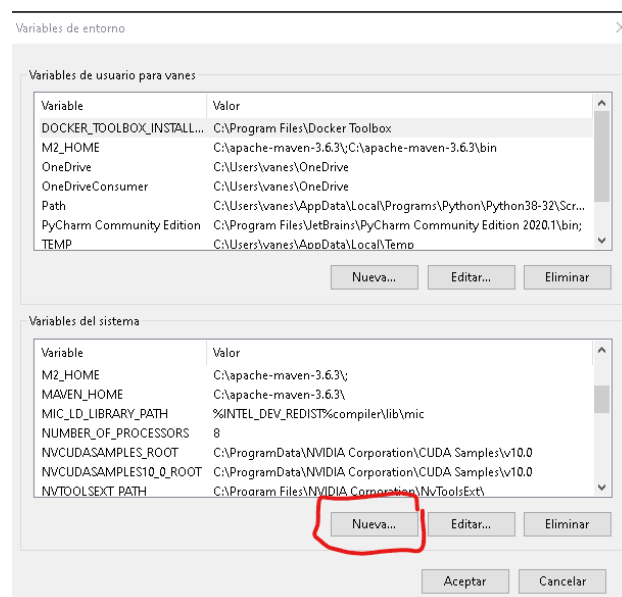 Variables de entorno
Variables de usuario para vanes
Variable Valor
DOCKER_TOOLBOX_INSTALL... C:\Program Files\Docker Toolbox
M2_HOME C:\apache-maven-3.6.3\;C:\apache-maven-3.6.3\bin
OneDrive C:\Users\vanes\OneDrive
OneDriveConsumer C:\Users\vanes\OneDrive
Path C:\Users\vanes\AppData\Local\Programs\Python\Python38-32\Scr...
PyCharm Community Edition C:\Program Files\JetBrains\PyCharm Community Edition 2020.1\bin;
TEMP C:\Users\vanes\AppData\Local\Temp
Nueva... Editar... Eliminar
Variables del sistema
Variable Valor
M2_HOME C:\apache-maven-3.6.3\;
MAVEN_HOME C:\apache-maven-3.6.3\
MIC_LD_LIBRARY_PATH %INTEL_DEV_REDIST%compiler\lib\mic
NUMBER_OF_PROCESSORS 8
NVCUDASAMPLES_ROOT C:\ProgramData\NVIDIA Corporation\CUDA Samples\v10.0
NVCUDASAMPLES10_0_ROOT C:\ProgramData\NVIDIA Corporation\CUDA Samples\v10.0
NVTOOLSEXT_PATH C:\Program Files\NVIDIA Corporation\NvToolsExt\
Nueva... Editar... Eliminar
Aceptar Cancelar